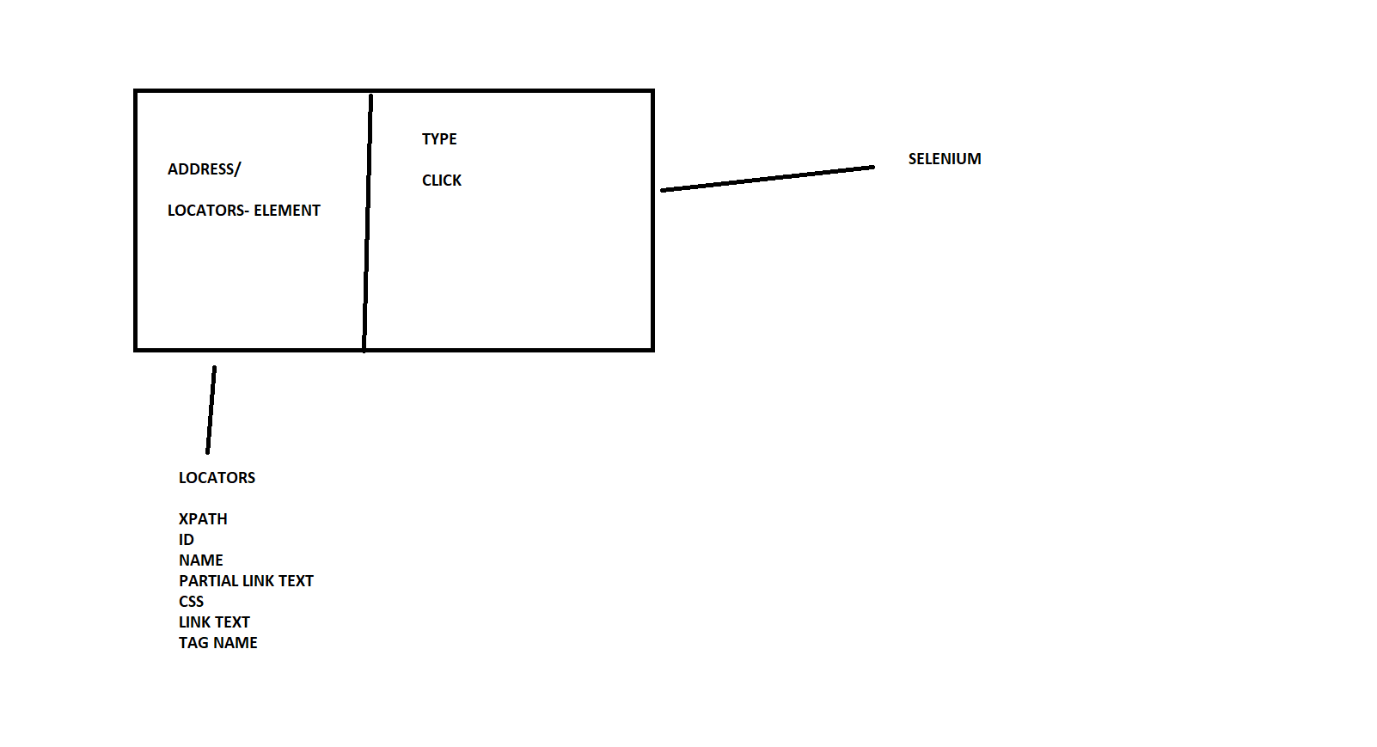 ADDRESS/
LOCATORS- ELEMENT
TYPE
CLICK
SELENIUM
LOCATORS
XPATH
ID
NAME
PARTIAL LINK TEXT
CSS
LINK TEXT
TAG NAME